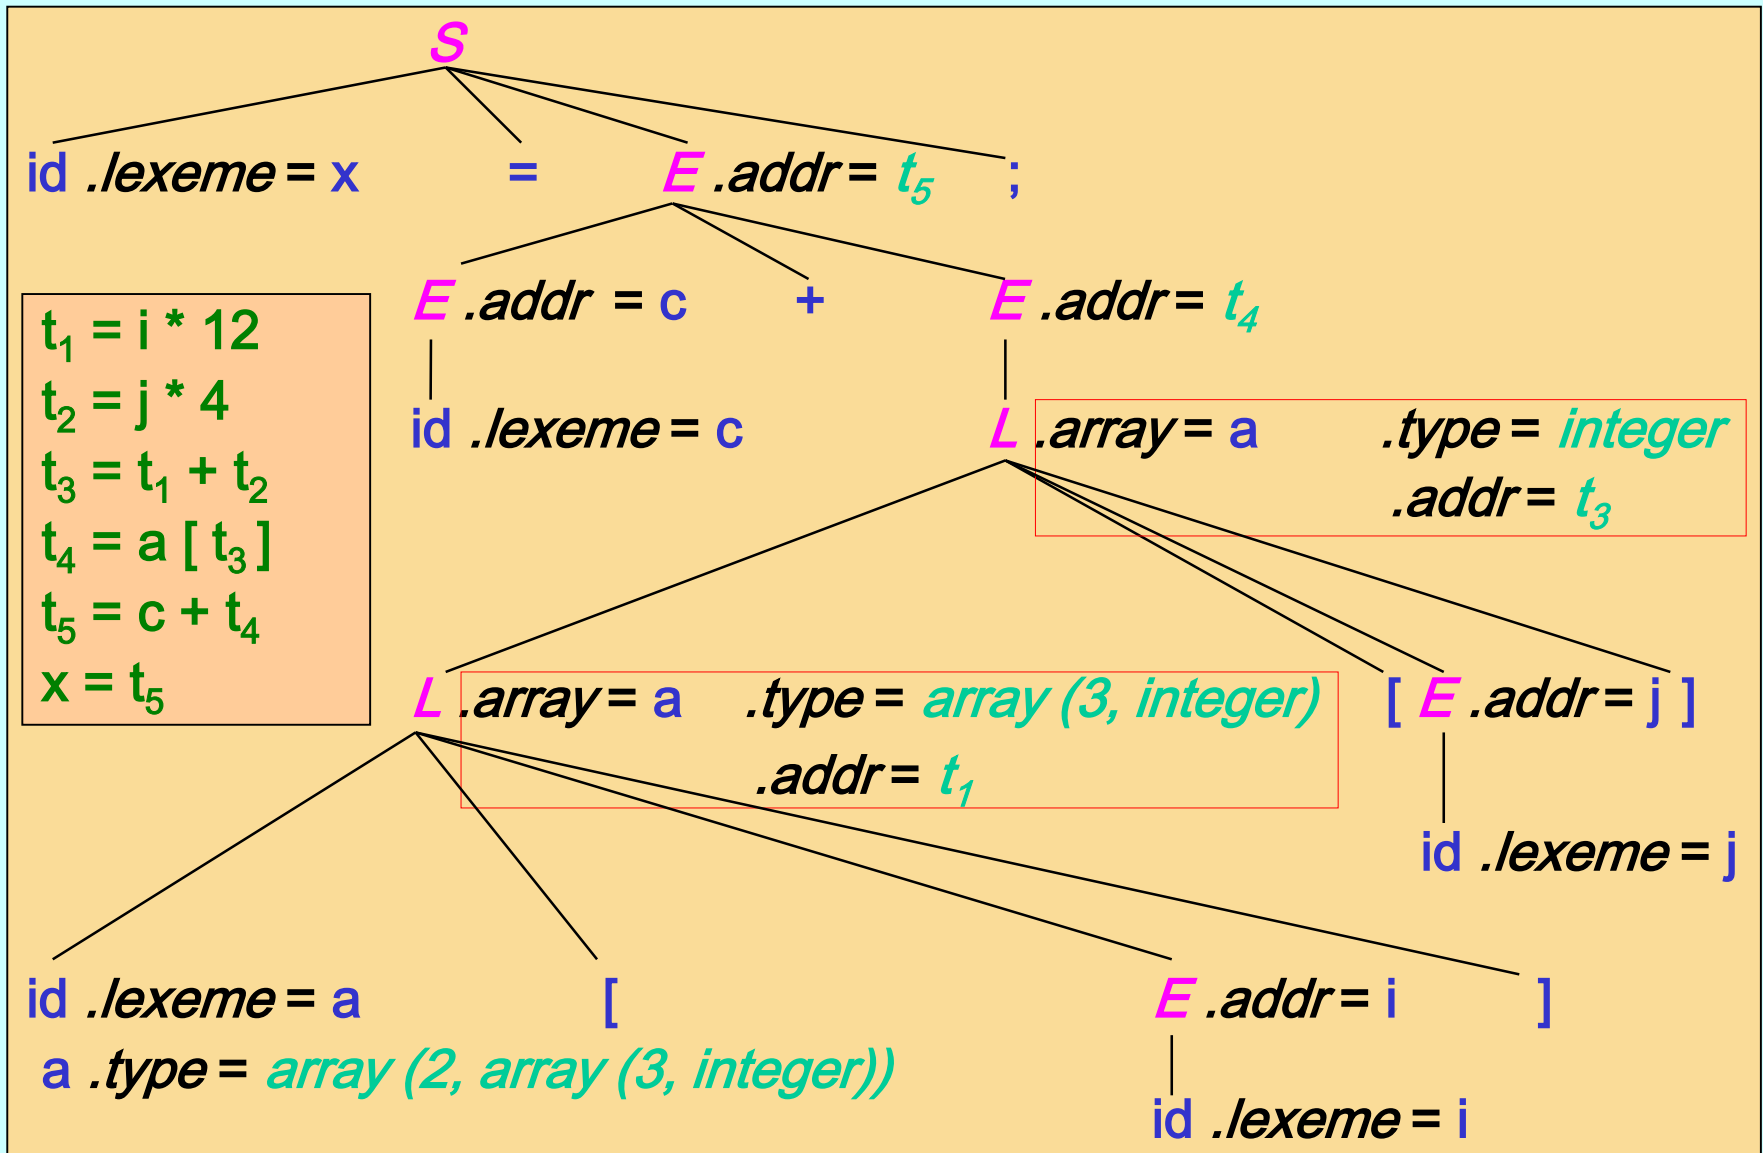 S
id .lexeme = x = E .addr = t5 ;
E .addr = c + E .addr = t4
t1 = i * 12
t2 = j * 4
t3 = t1 + t2
t4 = a [ t3 ]
t5 = c + t4
x = t5
id .lexeme = c L .array = a .type = integer
.addr = t3
L .array = a .type = array (3, integer) [ E .addr = j ]
.addr = t1
id .lexeme = j
id .lexeme = a [ E .addr = i ]
a .type = array (2, array (3, integer))
id .lexeme = i